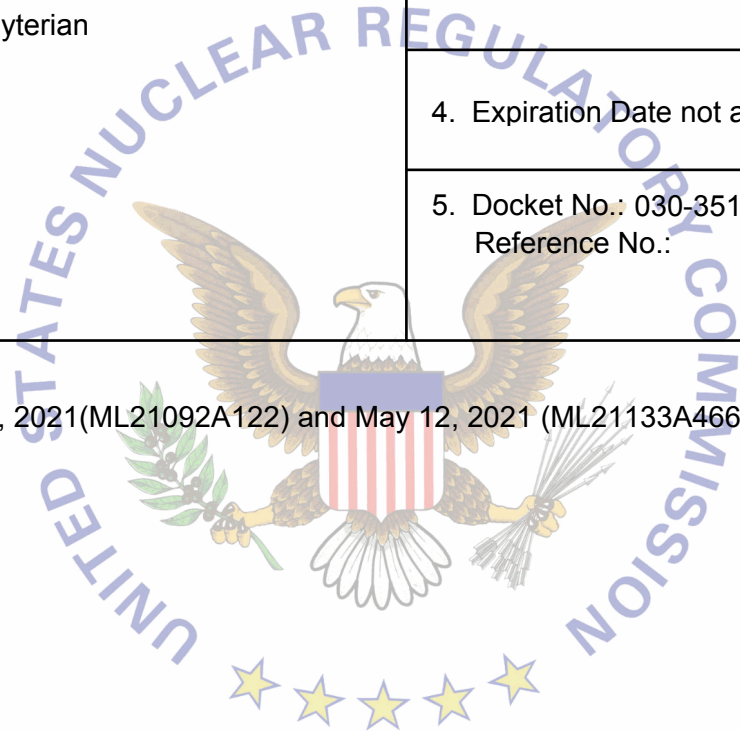 yterian
4. Expiration Date not a
5. Docket No.: 030-351
Reference No.:
, 2021(ML21092A122) and May 12, 2021 (ML21133A466
UNITED STATES NUCLEAR REGULATORY COMMISSION